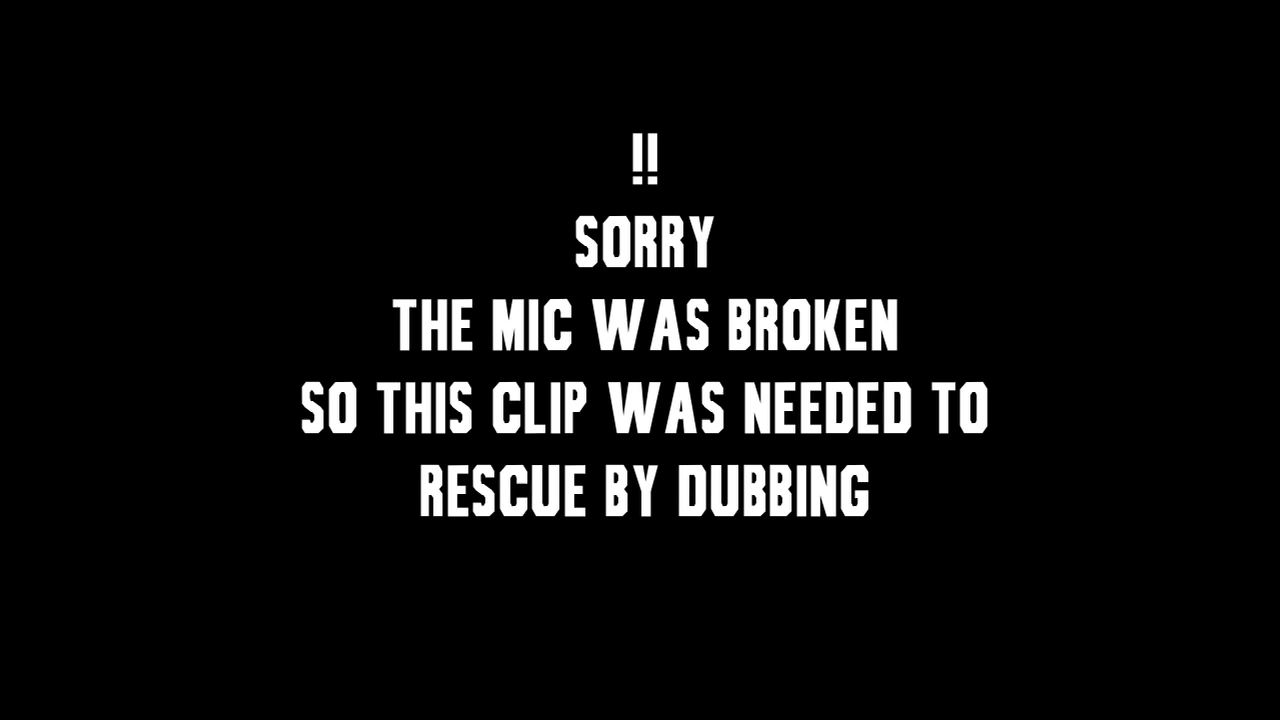 !!
SORRY
THE MIC WAS BROKEN
SO THIS CLIP WAS NEEDED TO
RESCUE BY DUBBING